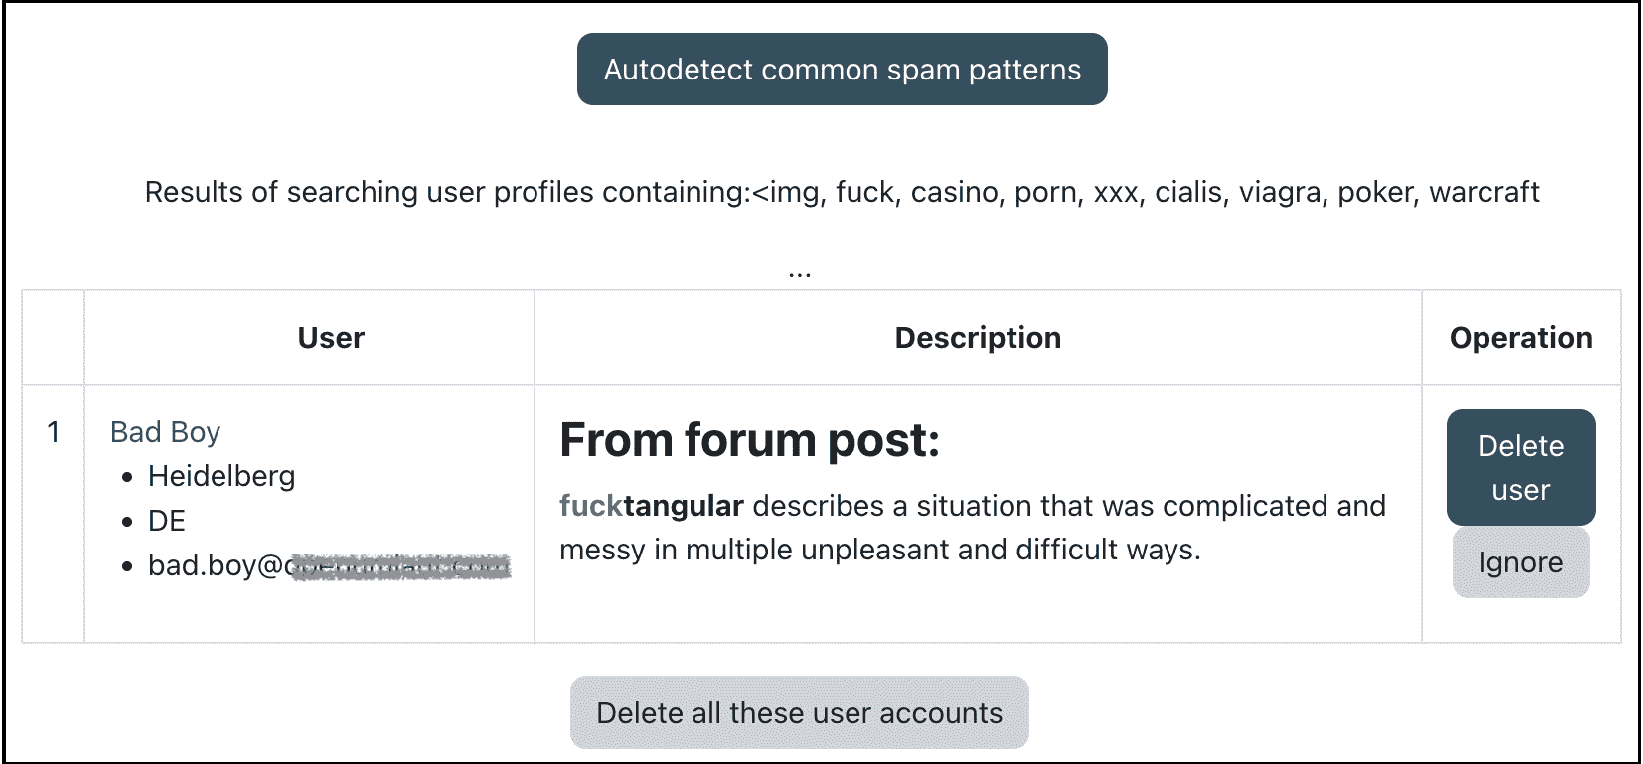 Autodetect common spam patterns
Results of searching user profiles containing:<img, fuck, casino, porn, xxx, cialis, viagra, poker, warcraft
...
User Description Operation
1 Bad Boy
Heidelberg
DE
bad.boy@
From forum post:
fucktangular describes a situation that was complicated and
messy in multiple unpleasant and difficult ways.
Delete
user
Ignore
Delete all these user accounts